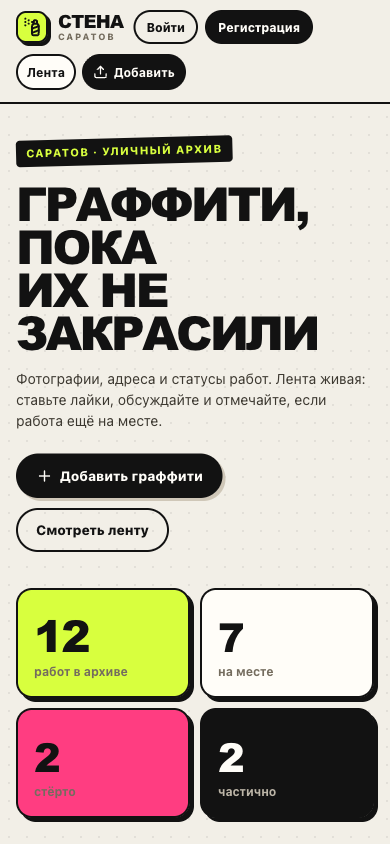 СТЕНА
САРАТОВ
Войти
Регистрация
Лента
Добавить
САРАТОВ · УЛИЧНЫЙ АРХИВ
ГРАФФИТИ,
ПОКА
ИХ НЕ
ЗАКРАСИЛИ
Фотографии, адреса и статусы работ. Лента живая:
ставьте лайки, обсуждайте и отмечайте, если
работа ещё на месте.
Добавить граффити
Смотреть ленту
12
работ в архиве
7
на месте
2
стёрто
2
частично